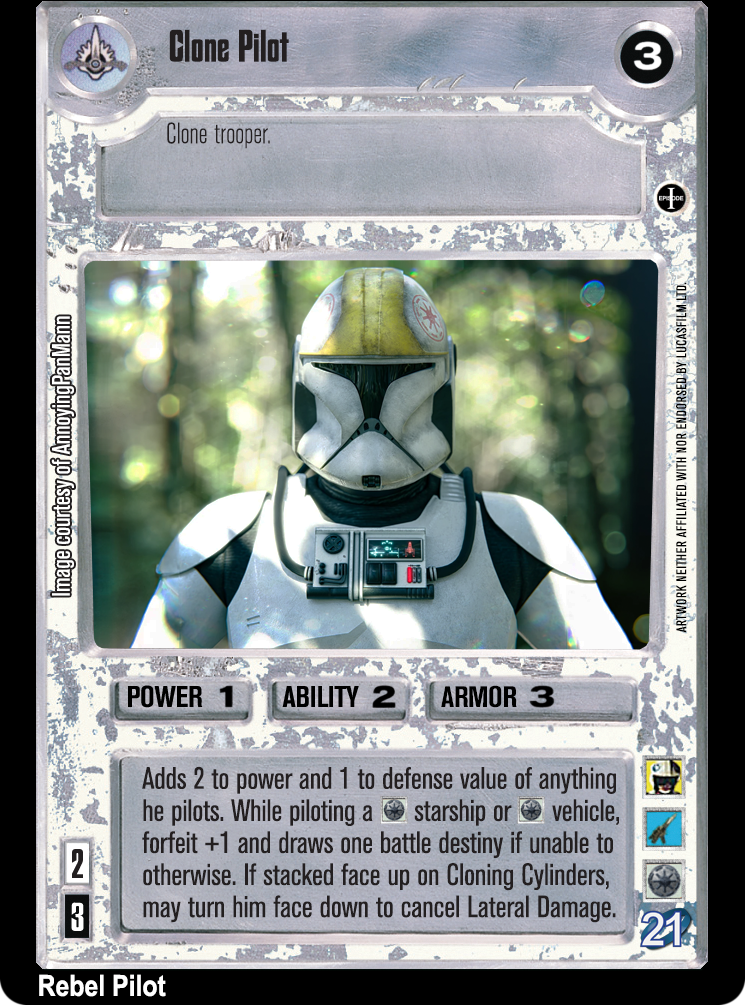 Clone Pilot
3
Clone trooper.
EPISODE
I
Image courtesy of AnnoyingPanMann
ARTWORK NEITHER AFFILIATED WITH NOR ENDORSED BY LUCASFILM LTD.
POWER 1
ABILITY 2
ARMOR 3
Adds 2 to power and 1 to defense value of anything
he pilots. While piloting a starship or vehicle,
forfeit +1 and draws one battle destiny if unable to
otherwise. If stacked face up on Cloning Cylinders,
may turn him face down to cancel Lateral Damage.
2
3
21
Rebel Pilot